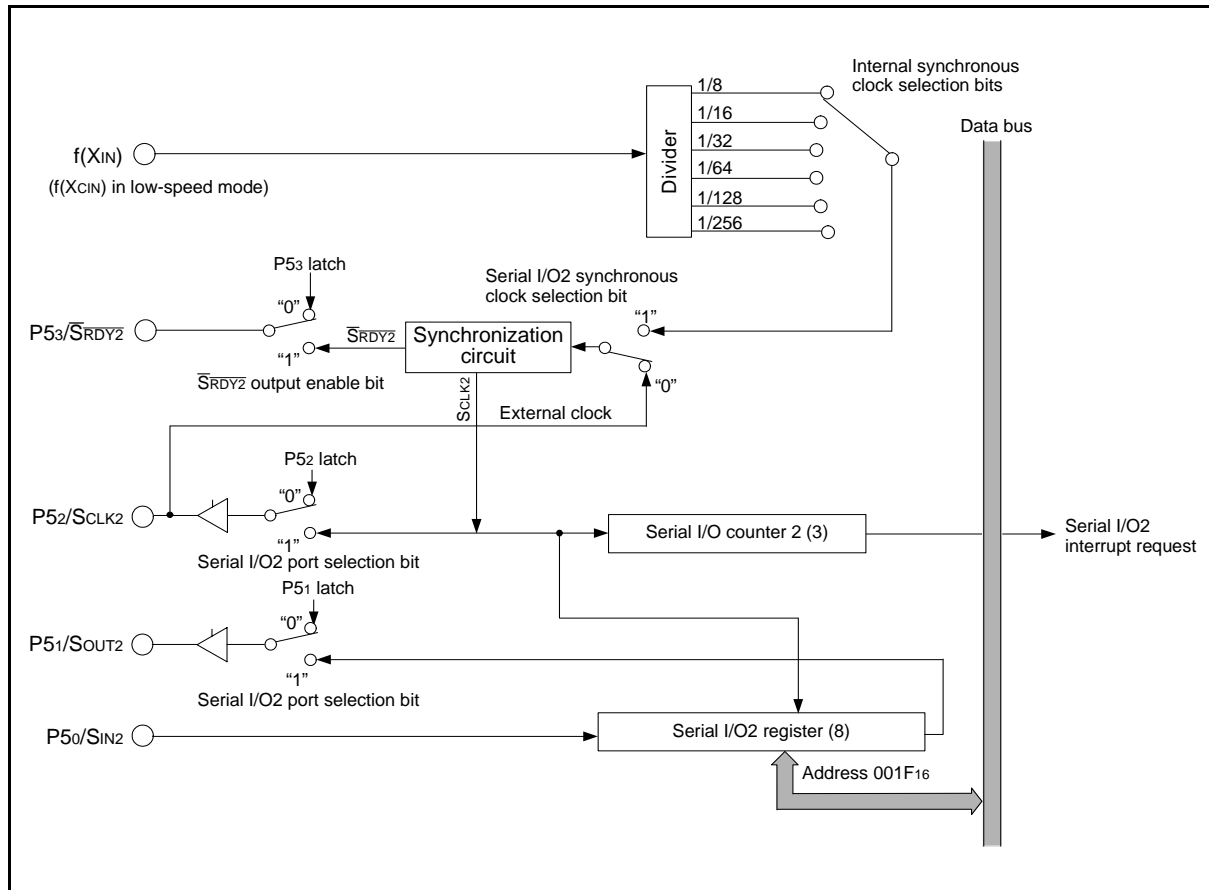 Internal synchronous
clock selection bits
1/8
1/16
1/32
1/64
1/128
1/256
Divider
Data bus
f(XIN)
(f(XCIN) in low-speed mode)
P53 latch
“0”
P53/S̅RDY2
“1”
S̅RDY2 output enable bit
S̅RDY2
Synchronization
circuit
Serial I/O2 synchronous
clock selection bit
“1”
“0”
SCLK2
External clock
P52 latch
“0”
P52/SCLK2
“1”
Serial I/O2 port selection bit
Serial I/O counter 2 (3)
Serial I/O2
interrupt request
P51 latch
“0”
P51/SOUT2
“1”
Serial I/O2 port selection bit
P50/SIN2
Serial I/O2 register (8)
Address 001F16